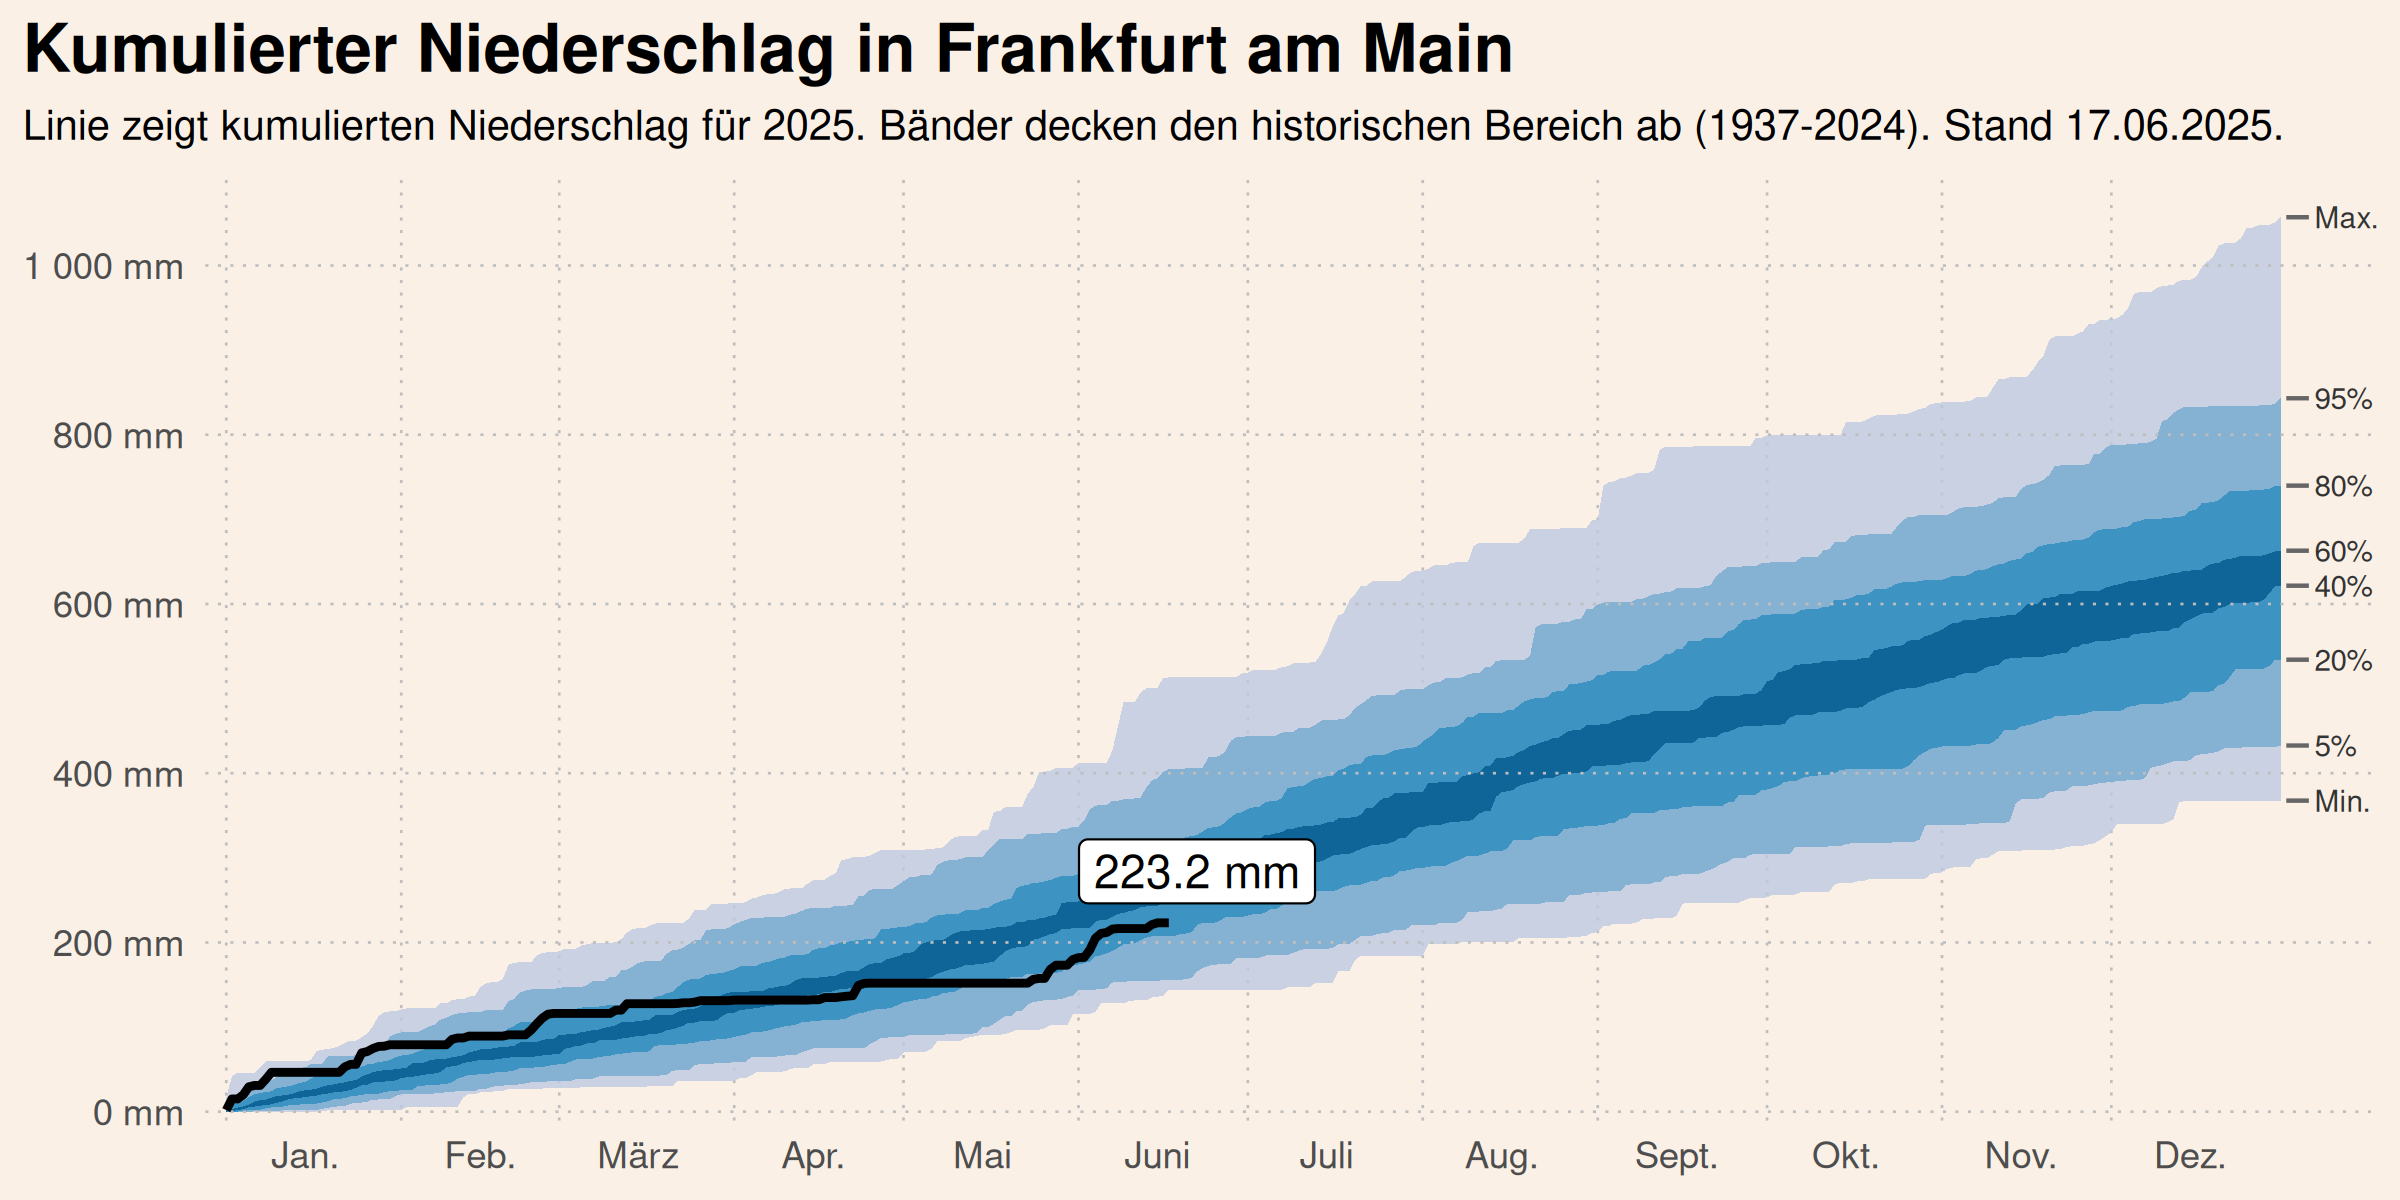 Kumulierter Niederschlag in Frankfurt am Main
Linie zeigt kumulierten Niederschlag für 2025. Bänder decken den historischen Bereich ab (1937-2024). Stand 17.06.2025.
1 000 mm
800 mm
600 mm
400 mm
200 mm
0 mm
223.2 mm
Max.
95%
80%
60%
40%
20%
5%
Min.
Jan. Feb. März Apr. Mai Juni Juli Aug. Sept. Okt. Nov. Dez.